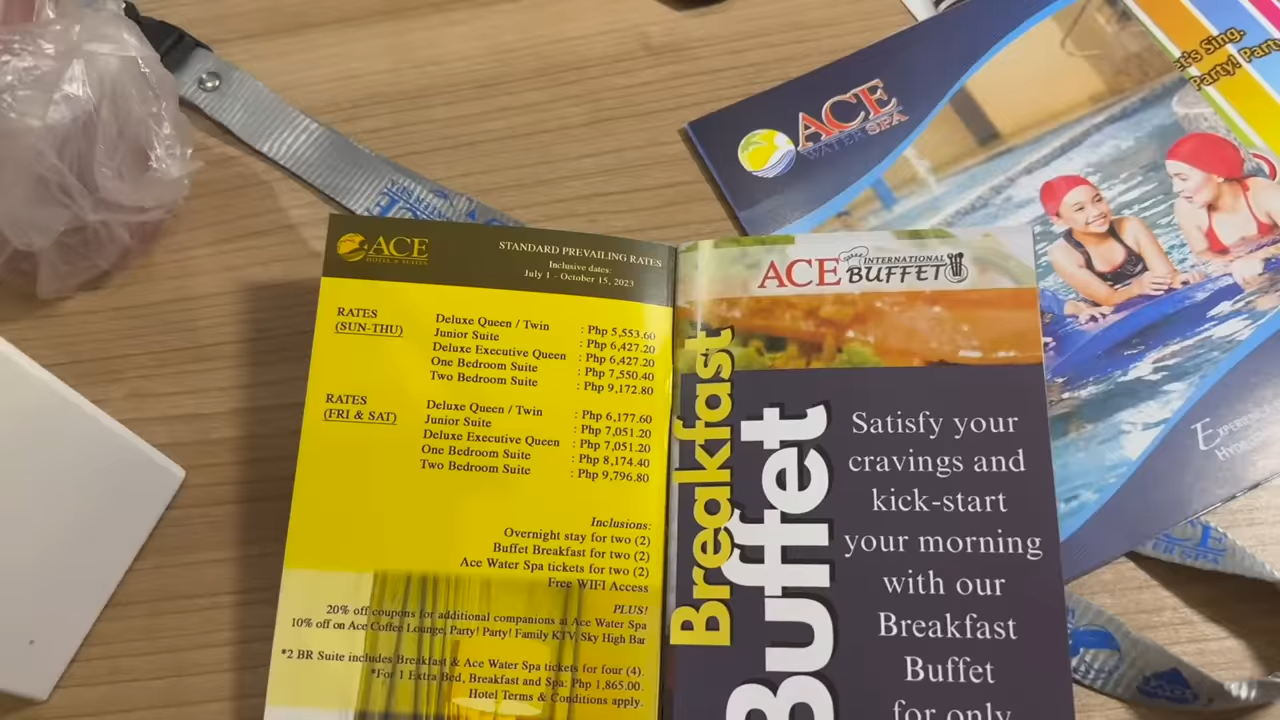 ACE
HOTEL & SUITES
STANDARD PREVAILING RATES
Inclusive dates:
July 1 - October 15, 2023
RATES
(SUN-THU)
Deluxe Queen / Twin : Php 5,553.60
Junior Suite : Php 6,427.20
Deluxe Executive Queen : Php 6,427.20
One Bedroom Suite : Php 7,550.40
Two Bedroom Suite : Php 9,172.80
RATES
(FRI & SAT)
Deluxe Queen / Twin : Php 6,177.60
Junior Suite : Php 7,051.20
Deluxe Executive Queen : Php 7,051.20
One Bedroom Suite : Php 8,174.40
Two Bedroom Suite : Php 9,796.80
Inclusions:
Overnight stay for two (2)
Buffet Breakfast for two (2)
Ace Water Spa tickets for two (2)
Free WIFI Access
PLUS!
20% off coupons for additional companions at Ace Water Spa
10% off on Ace Coffee Lounge, Party! Party! Family KTV, Sky High Bar
*2 BR Suite includes Breakfast & Ace Water Spa tickets for four (4).
*For 1 Extra Bed, Breakfast and Spa: Php 1,865.00.
Hotel Terms & Conditions apply.
ACE INTERNATIONAL
BUFFET
Breakfast
Buffet
Satisfy your
cravings and
kick-start
your morning
with our
Breakfast
Buffet
for only
ACE
WATER SPA
Sing.
Party! Party
ACE
WATER SPA